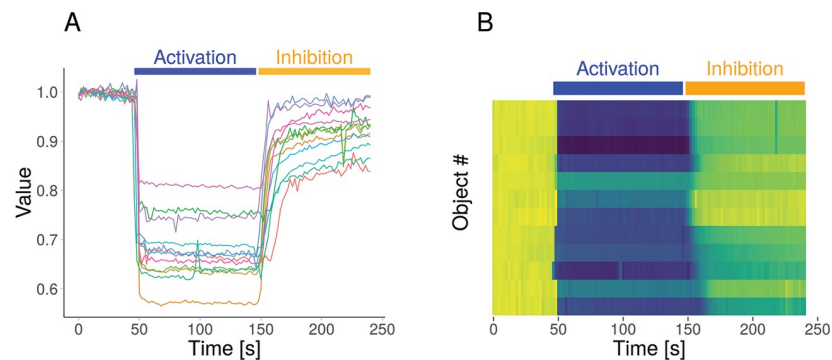 A
Activation Inhibition
1.0
0.9
0.8
0.7
0.6
Value
0 50 100 150 200 250
Time [s]
B
Activation Inhibition
Object #
0 50 100 150 200 250
Time [s]